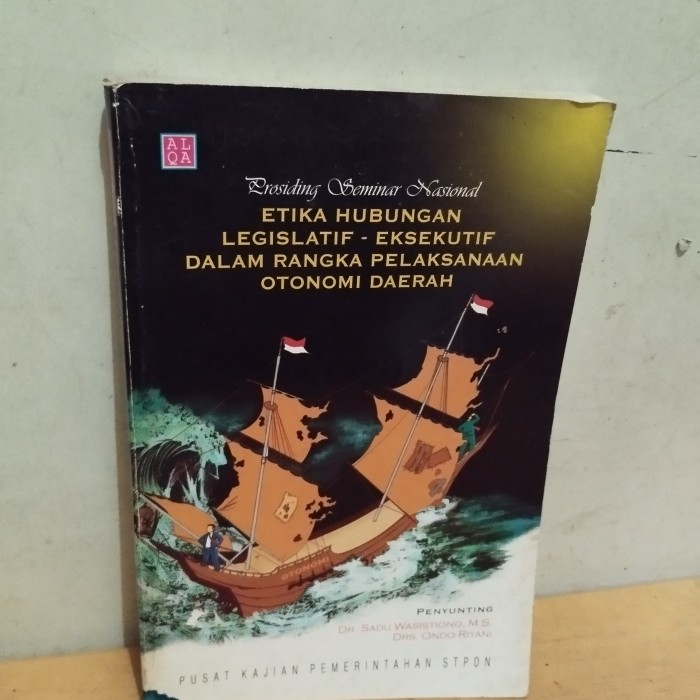 AL
QA
Prosiding Seminar Nasional
ETIKA HUBUNGAN
LEGISLATIF - EKSEKUTIF
DALAM RANGKA PELAKSANAAN
OTONOMI DAERAH
OTONOMI
PENYUNTING
DR. SADU WASISTIONO, M.S.
DRS. ONDO RIYANI
PUSAT KAJIAN PEMERINTAHAN STPDN